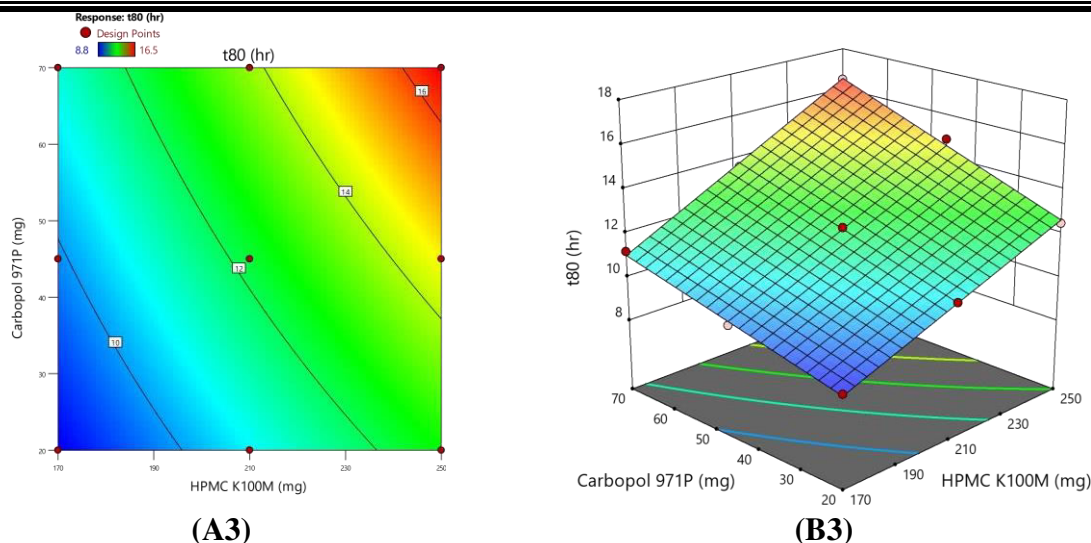 Response: t80 (hr)
Design Points
8.8 16.5
t80 (hr)
70
60
50
40
30
20
170 190 210 230 250
Carbopol 971P (mg)
HPMC K100M (mg)
10
12
14
16
(A3)
18
16
14
12
10
8
t80 (hr)
70
60
50
40
30
20
170
190
210
230
250
Carbopol 971P (mg)
HPMC K100M (mg)
(B3)